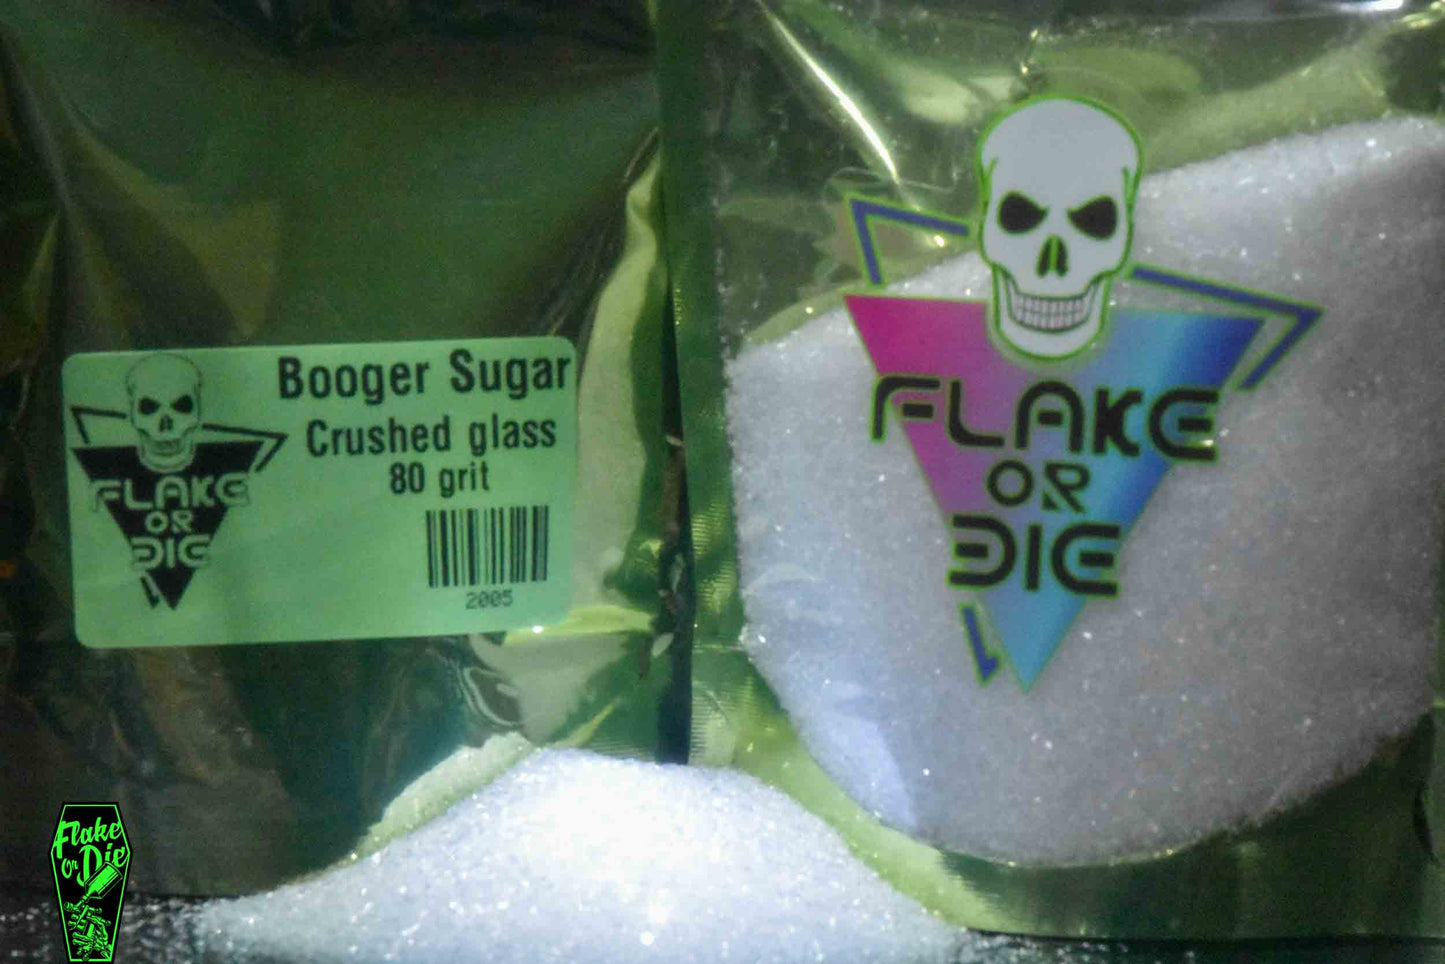 Booger Sugar
Crushed glass
80 grit
2005
FLAKE
OR
DIE
FLAKE
OR
DIE
Flake
Or
Die